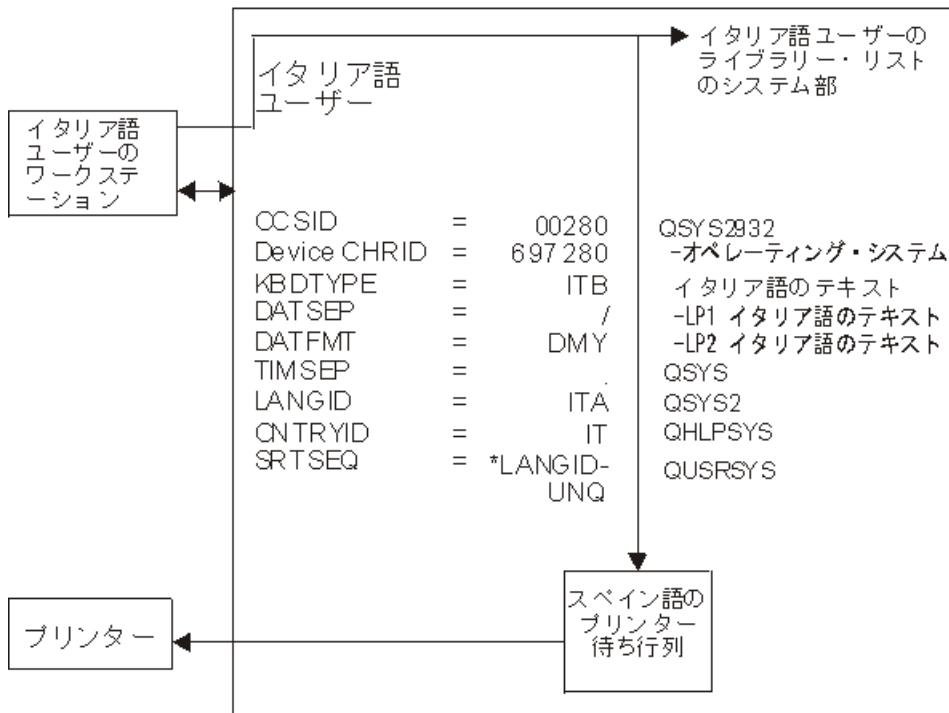 イタリア語ユーザーの
ライブラリー・リスト
のシステム部
イタリア語
ユーザー
イタリア語
ユーザーの
ワークステ
ーション
CCSID = 00280
Device CHRID = 697 280
KBDTYPE = ITB
DATSEP = /
DATFMT = DMY
TIMSEP = .
LANGID = ITA
CNTRYID = IT
SRTSEQ = *LANGID-
UNQ
QSYS2932
-オペレーティング・システム
イタリア語のテキスト
-LP1 イタリア語のテキスト
-LP2 イタリア語のテキスト
QSYS
QSYS2
QHLPSYS
QUSRSYS
スペイン語の
プリンター
待ち行列
プリンター